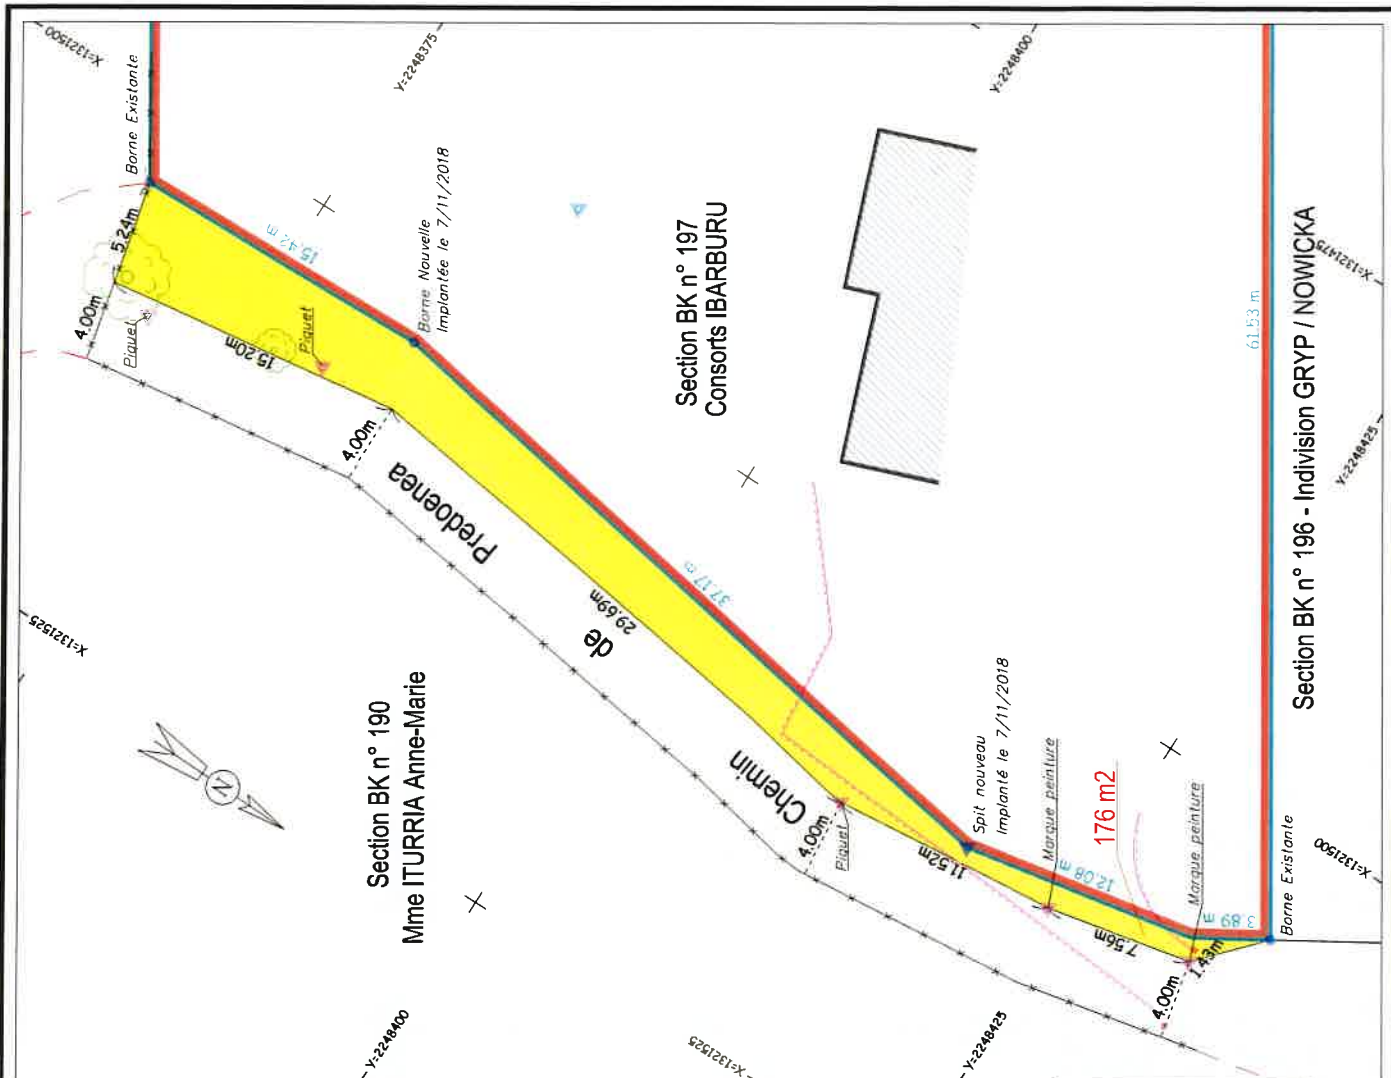 X=1321500
Borne Existante
Y=2248375
Y=2248400
5.24m
4.00m
Piquet
15.20m
Piquet
15.42 m
Borne Nouvelle
Implantée le 7/11/2018
Section BK n° 197
Consorts IBARBURU
X=1321475
61.53 m
Section BK n° 196 - Indivision GRYP / NOWICKA
Y=2248425
4.00m
Chemin
de
Predoenea
29.69m
37.17 m
X=1321525
Section BK n° 190
Mme ITURRIA Anne-Marie
N
4.00m
Piquet
11.52m
Spit nouveau
Implanté le 7/11/2018
Marque peinture
176 m2
12.08 m
Marque peinture
7.56m
3.89 m
1.43m
4.00m
Borne Existante
X=1321500
Y=2248400
X=1321525
Y=2248425